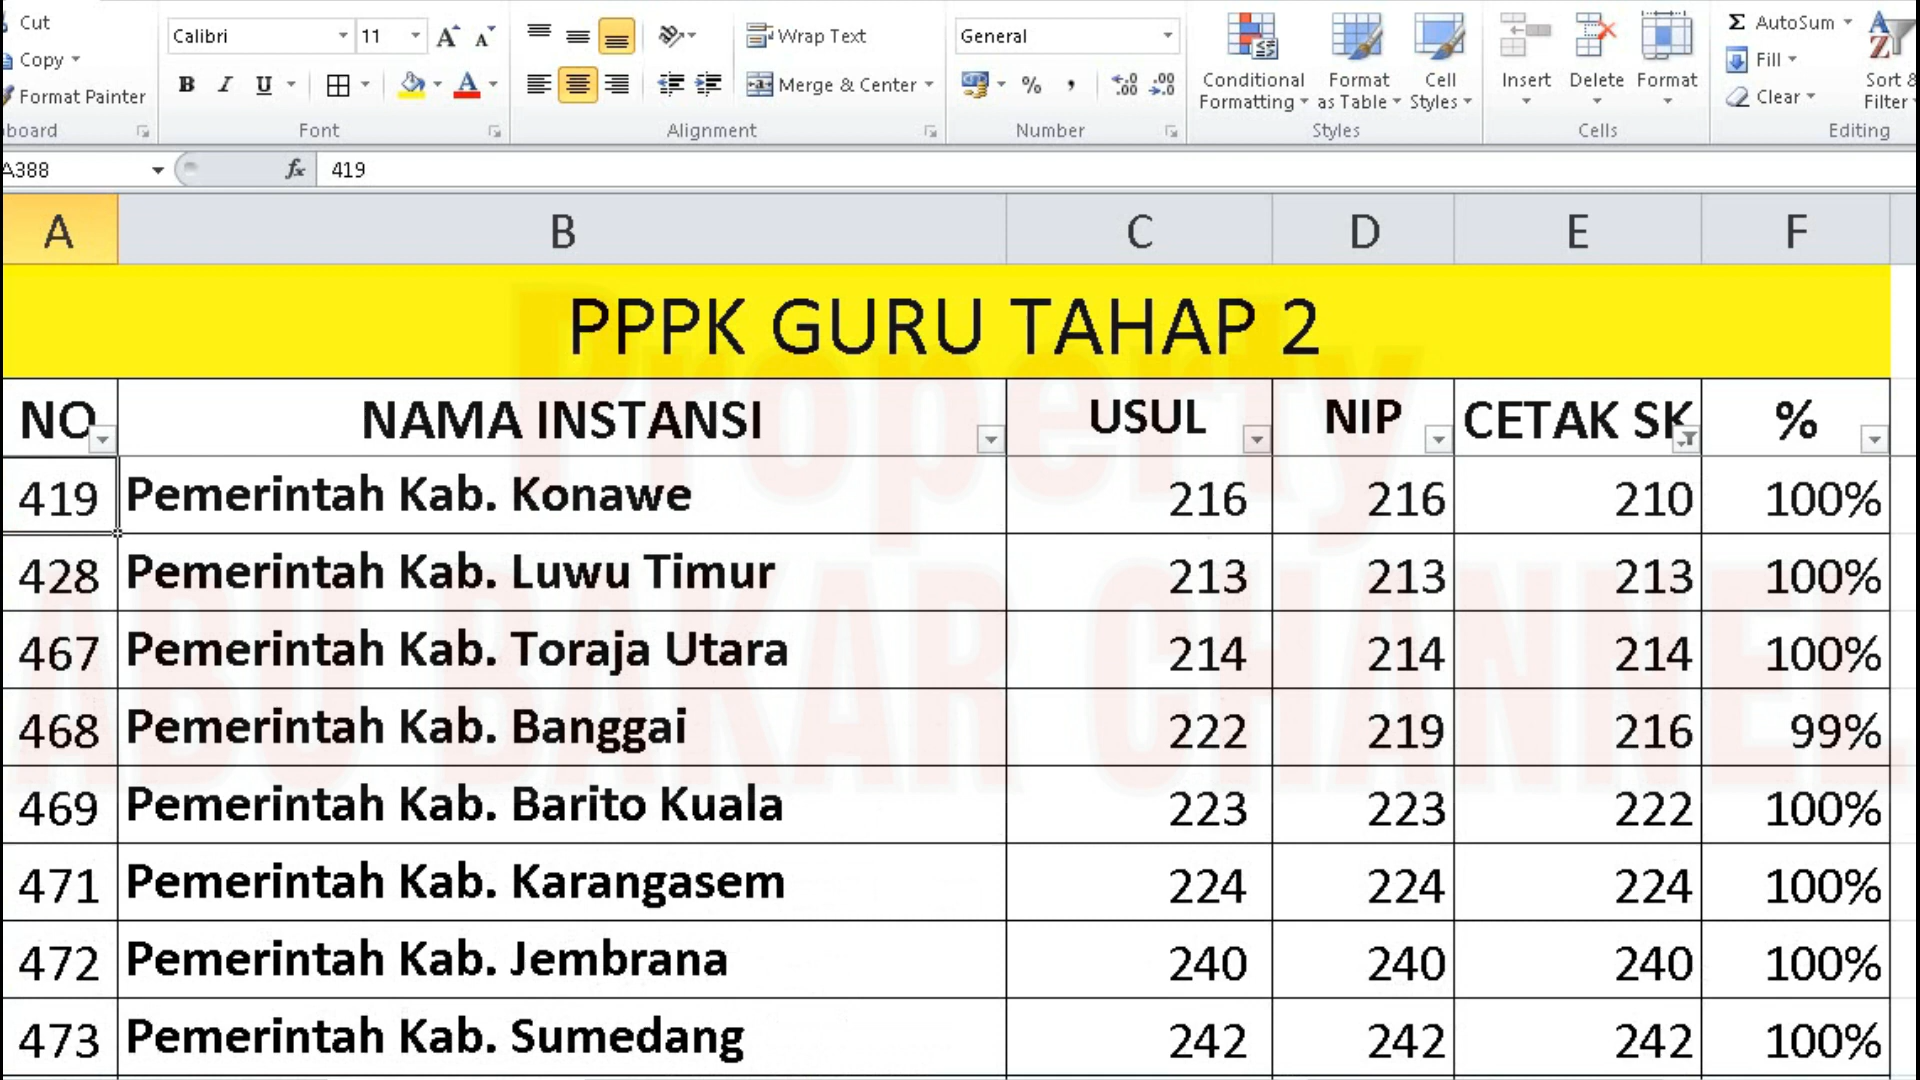 Cut
Calibri 11
Wrap Text
General
AutoSum
Copy
Conditional Formatting
Format as Table
Cell Styles
Insert
Delete
Format
Fill
Sort &
Filter
Format Painter
B I U
Merge & Center
%
Clear
board
Font
Alignment
Number
Styles
Cells
Editing
A388 fx 419
A B C D E F
PPPK GURU TAHAP 2
NO NAMA INSTANSI USUL NIP CETAK SK %
419 Pemerintah Kab. Konawe 216 216 210 100%
428 Pemerintah Kab. Luwu Timur 213 213 213 100%
467 Pemerintah Kab. Toraja Utara 214 214 214 100%
468 Pemerintah Kab. Banggai 222 219 216 99%
469 Pemerintah Kab. Barito Kuala 223 223 222 100%
471 Pemerintah Kab. Karangasem 224 224 224 100%
472 Pemerintah Kab. Jembrana 240 240 240 100%
473 Pemerintah Kab. Sumedang 242 242 242 100%
Property
ABU BAKAR CHANNEL